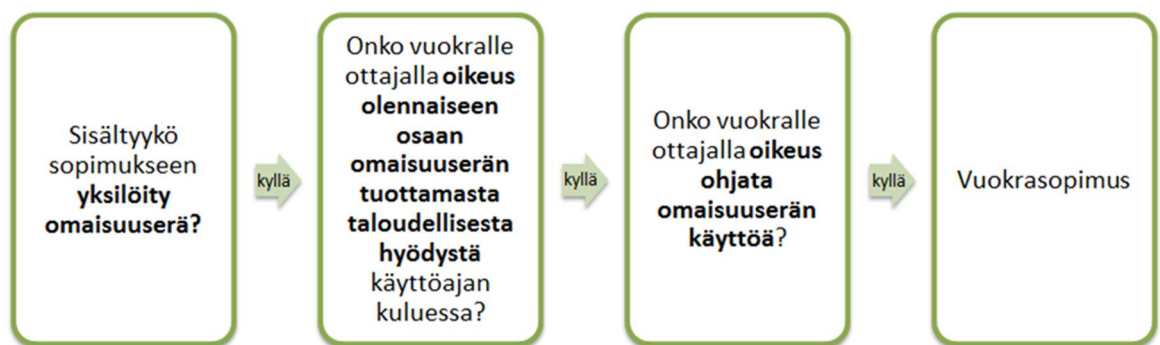 Sisältyykö
sopimukseen
yksilöity
omaisuuserä?
kyllä
Onko vuokralle
ottajalla oikeus
olennaiseen
osaan
omaisuuserän
tuottamasta
taloudellisesta
hyödystä
käyttöajan
kuluessa?
kyllä
Onko vuokralle
ottajalla oikeus
ohjata
omaisuuserän
käyttöä?
kyllä
Vuokrasopimus